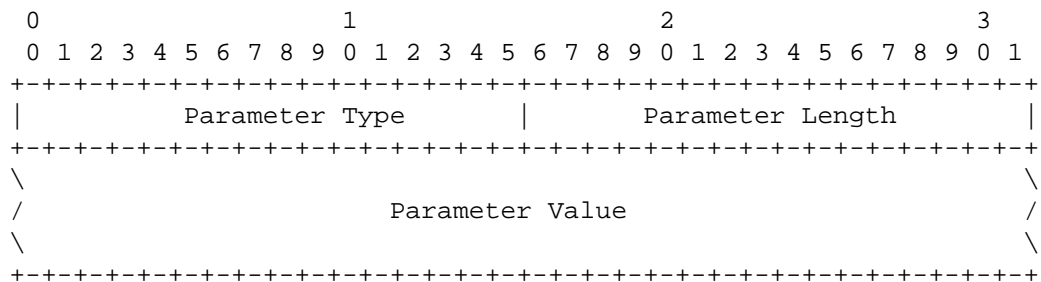 0                   1                   2                   3
0 1 2 3 4 5 6 7 8 9 0 1 2 3 4 5 6 7 8 9 0 1 2 3 4 5 6 7 8 9 0 1
+-+-+-+-+-+-+-+-+-+-+-+-+-+-+-+-+-+-+-+-+-+-+-+-+-+-+-+-+-+-+-+-+
|          Parameter Type       |       Parameter Length        |
+-+-+-+-+-+-+-+-+-+-+-+-+-+-+-+-+-+-+-+-+-+-+-+-+-+-+-+-+-+-+-+-+
\                                                               \
/                       Parameter Value                         /
\                                                               \
+-+-+-+-+-+-+-+-+-+-+-+-+-+-+-+-+-+-+-+-+-+-+-+-+-+-+-+-+-+-+-+-+